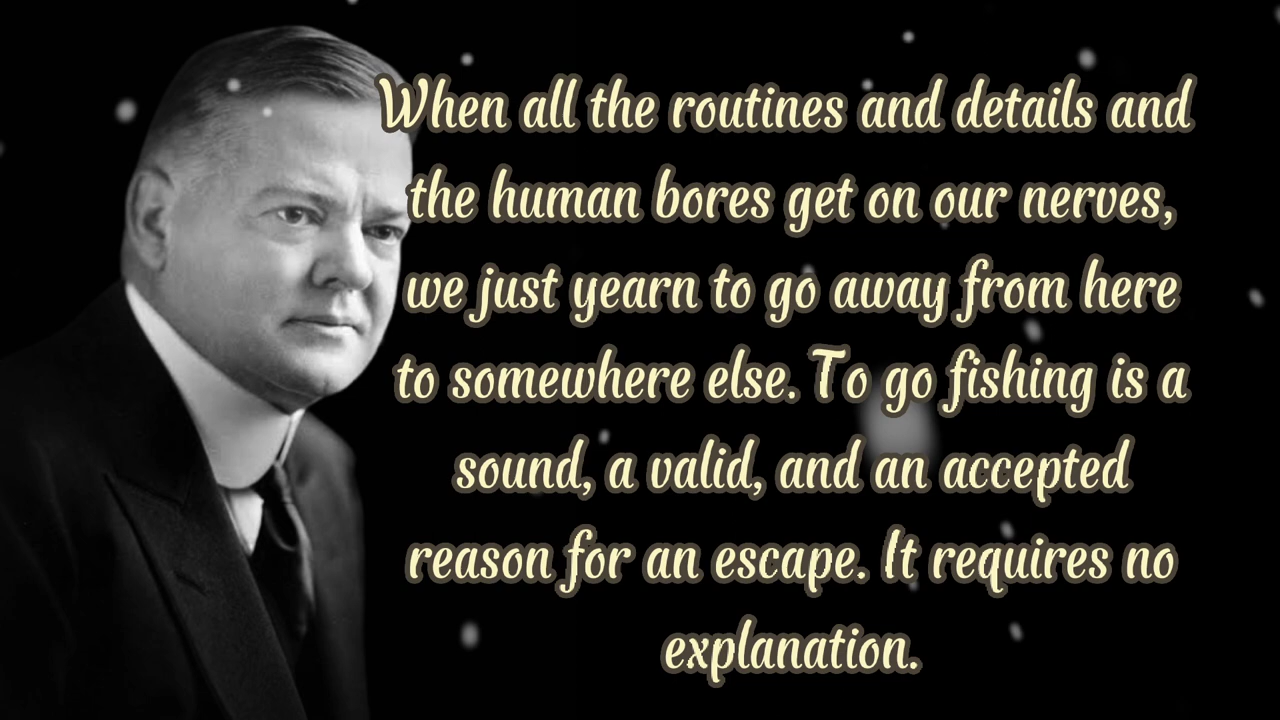 When all the routines and details and
the human bores get on our nerves,
we just yearn to go away from here
to somewhere else. To go fishing is a
sound, a valid, and an accepted
reason for an escape. It requires no
explanation.